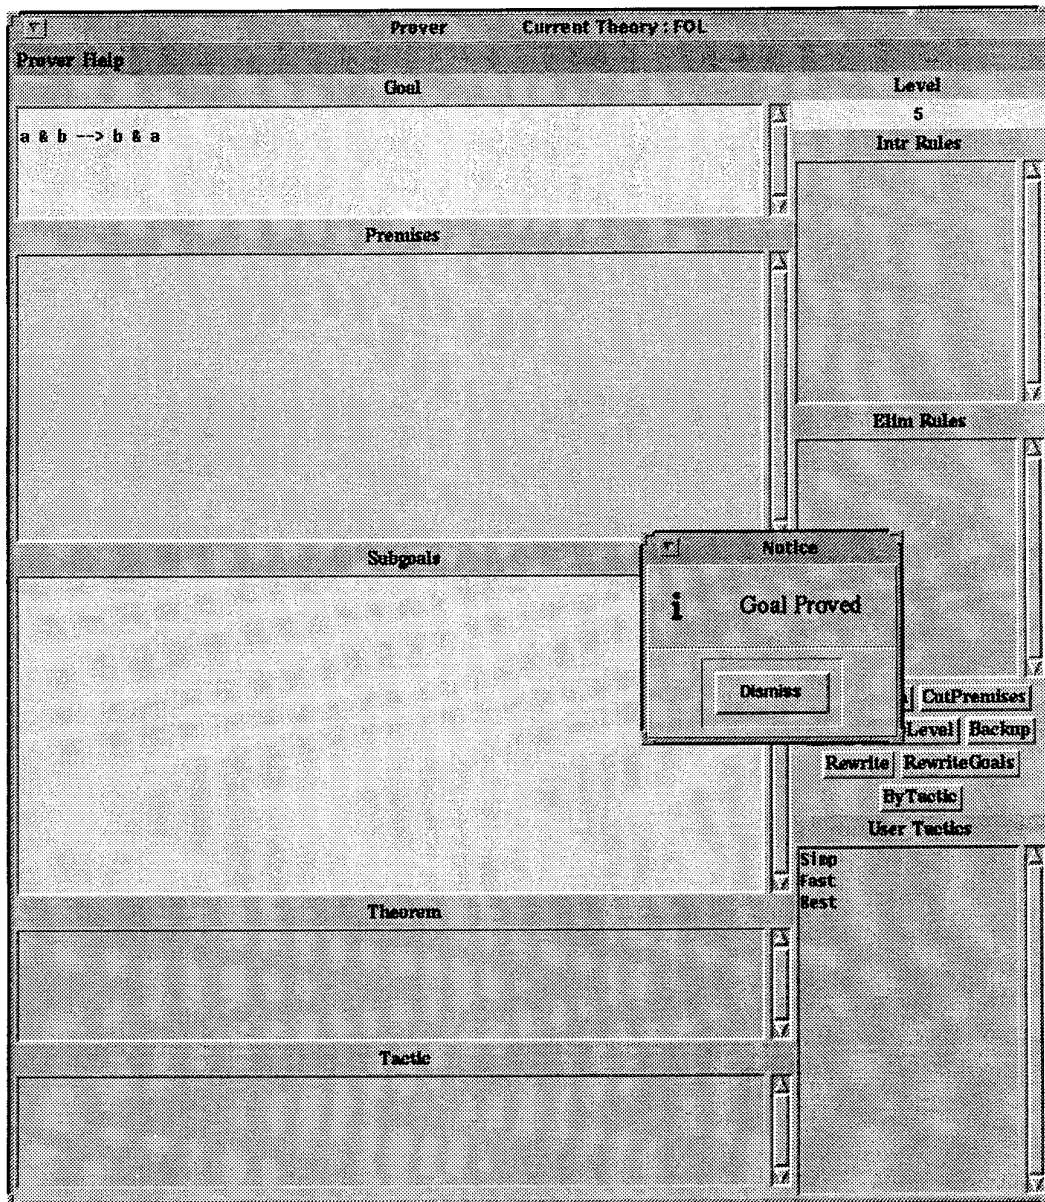 Prover Current Theory : FOL
Prover Help
Goal
a & b --> b & a
Premises
Subgoals
Theorem
Tactic
Level
5
Intr Rules
Elim Rules
CutPremises
Level Backup
Rewrite RewriteGoals
ByTactic
User Tactics
Simp
Fast
Best
Notice
i Goal Proved
Dismiss